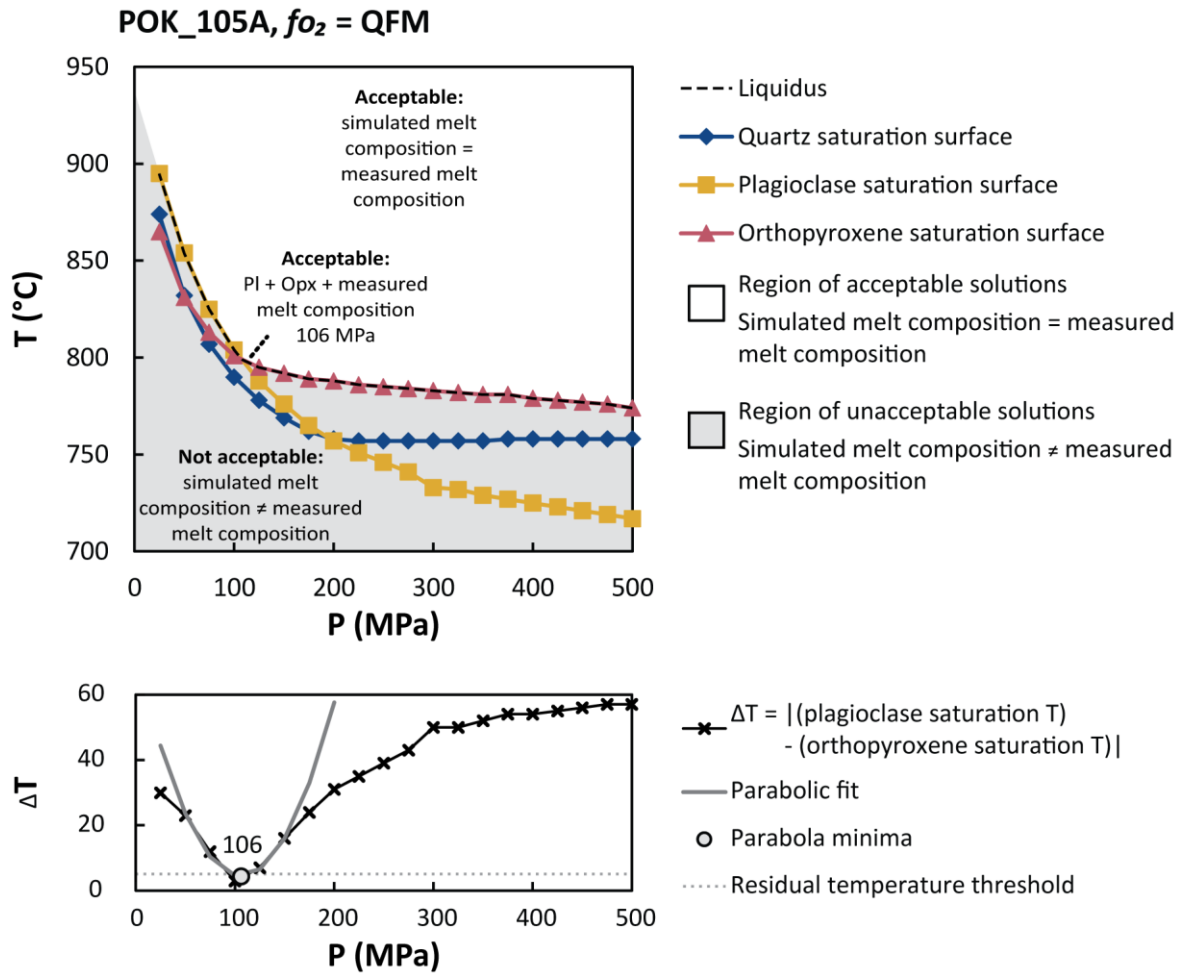 POK_105A, fo₂ = QFM
950
900
850
800
750
700
T (°C)
0
100
200
300
400
500
P (MPa)
Acceptable:
simulated melt
composition =
measured melt
composition
Acceptable:
Pl + Opx + measured
melt composition
106 MPa
Not acceptable:
simulated melt
composition ≠ measured
melt composition
Liquidus
Quartz saturation surface
Plagioclase saturation surface
Orthopyroxene saturation surface
Region of acceptable solutions
Simulated melt composition = measured
melt composition
Region of unacceptable solutions
Simulated melt composition ≠ measured
melt composition
60
40
20
0
ΔT
106
0
100
200
300
400
500
P (MPa)
ΔT = |(plagioclase saturation T)
- (orthopyroxene saturation T)|
Parabolic fit
Parabola minima
Residual temperature threshold